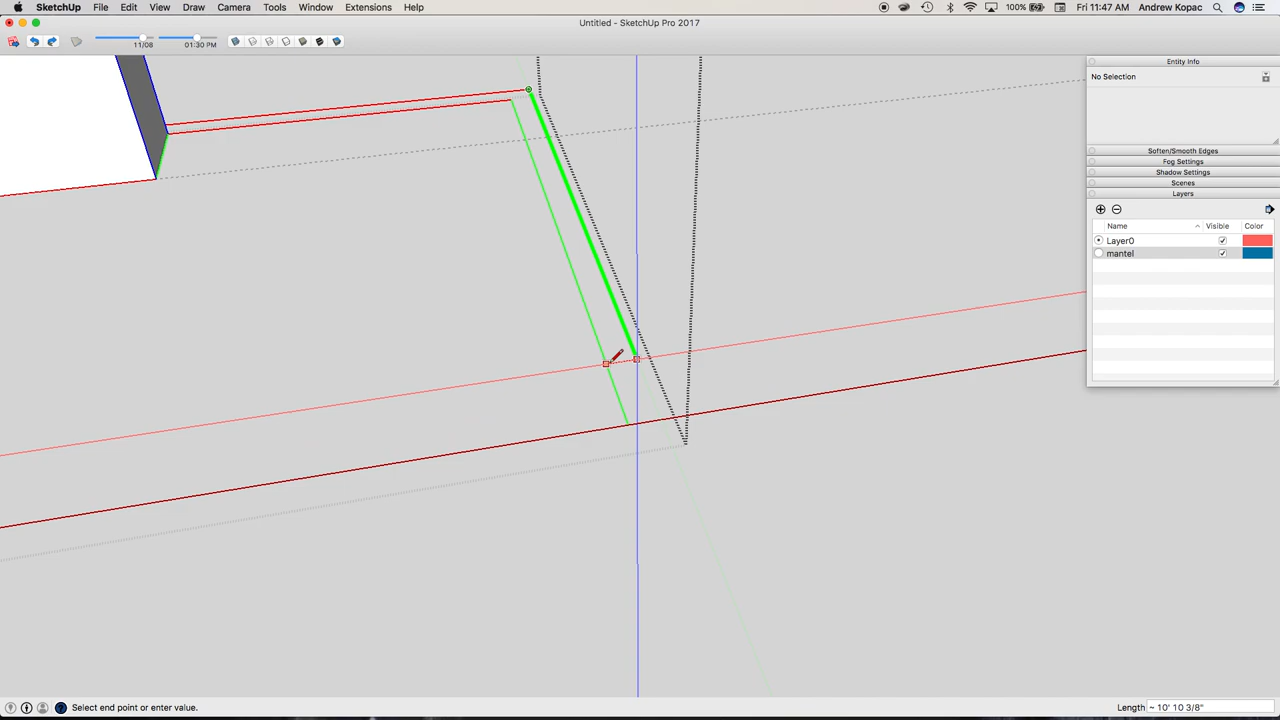 SketchUp File Edit View Draw Camera Tools Window Extensions Help 100% Fri 11:47 AM Andrew Kopac
Untitled - SketchUp Pro 2017
11/08 01:30 PM
Entity Info
No Selection
Soften/Smooth Edges
Fog Settings
Shadow Settings
Scenes
Layers
Name Visible Color
Layer0
mantel
Select end point or enter value. Length ~ 10' 10 3/8"